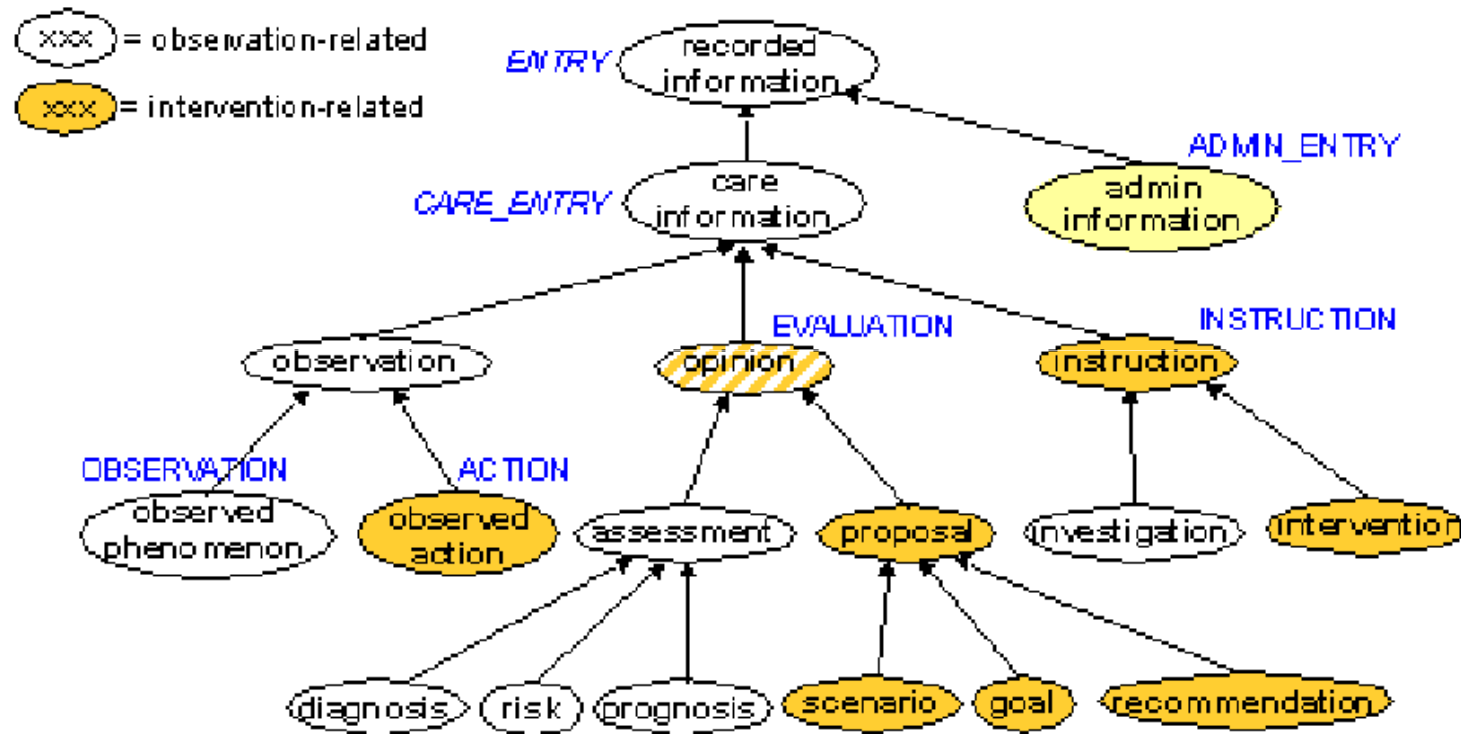 xxx = observation-related
xxx = intervention-related
ENTRY
recorded
information
ADMIN_ENTRY
CARE_ENTRY
care
information
admin
information
EVALUATION
INSTRUCTION
observation
opinion
instruction
OBSERVATION
ACTION
observed
phenomenon
observed
action
assessment
proposal
investigation
intervention
diagnosis
risk
prognosis
scenario
goal
recommendation